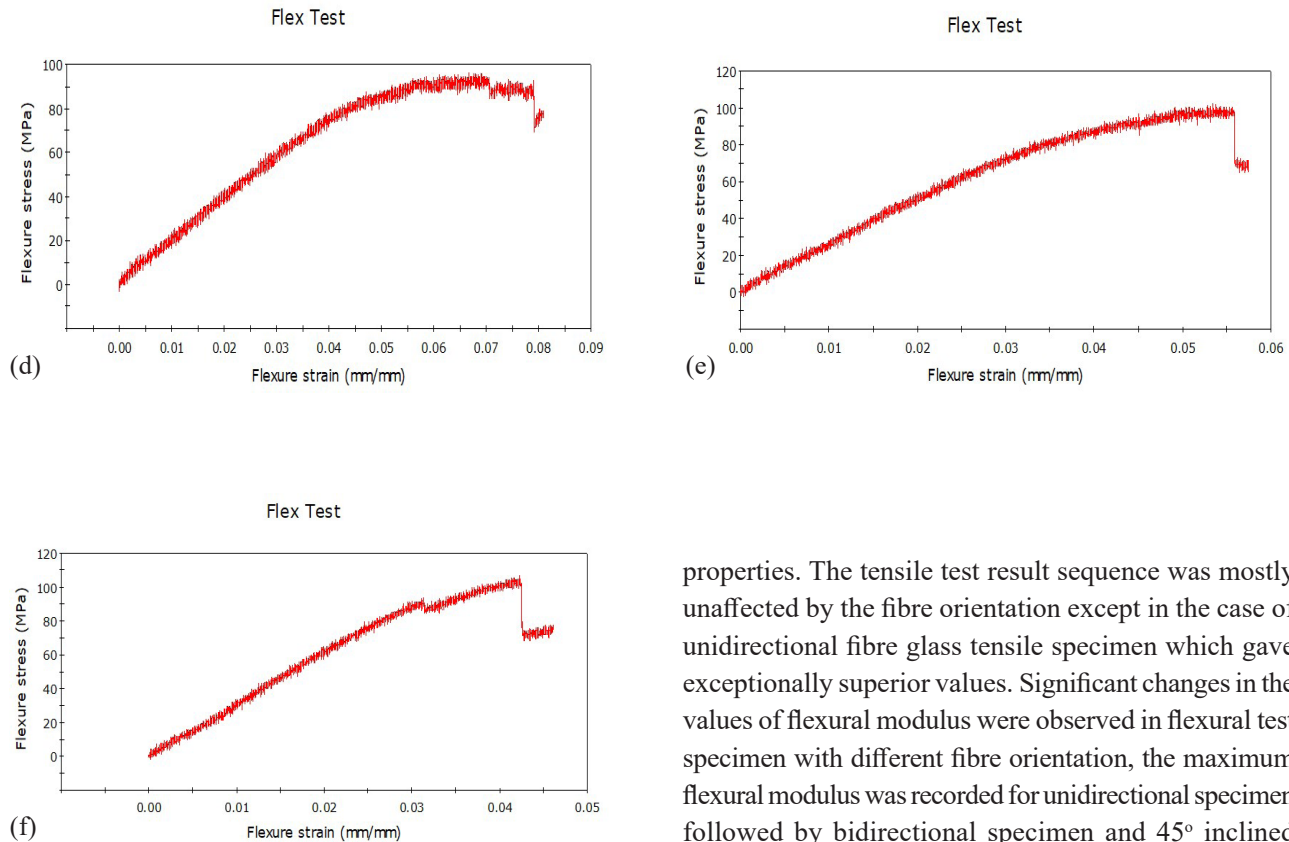 Flex Test
Flexure stress (MPa)
100
80
60
40
20
0
0.00 0.01 0.02 0.03 0.04 0.05 0.06 0.07 0.08 0.09
Flexure strain (mm/mm)
(d)
Flex Test
Flexure stress (MPa)
120
100
80
60
40
20
0
0.00 0.01 0.02 0.03 0.04 0.05 0.06
Flexure strain (mm/mm)
(e)
Flex Test
Flexure stress (MPa)
120
100
80
60
40
20
0
0.00 0.01 0.02 0.03 0.04 0.05
Flexure strain (mm/mm)
(f)
properties. The tensile test result sequence was mostly
unaffected by the fibre orientation except in the case of
unidirectional fibre glass tensile specimen which gave
exceptionally superior values. Significant changes in the
values of flexural modulus were observed in flexural test
specimen with different fibre orientation, the maximum
flexural modulus was recorded for unidirectional specimen
followed by bidirectional specimen and 45º inclined